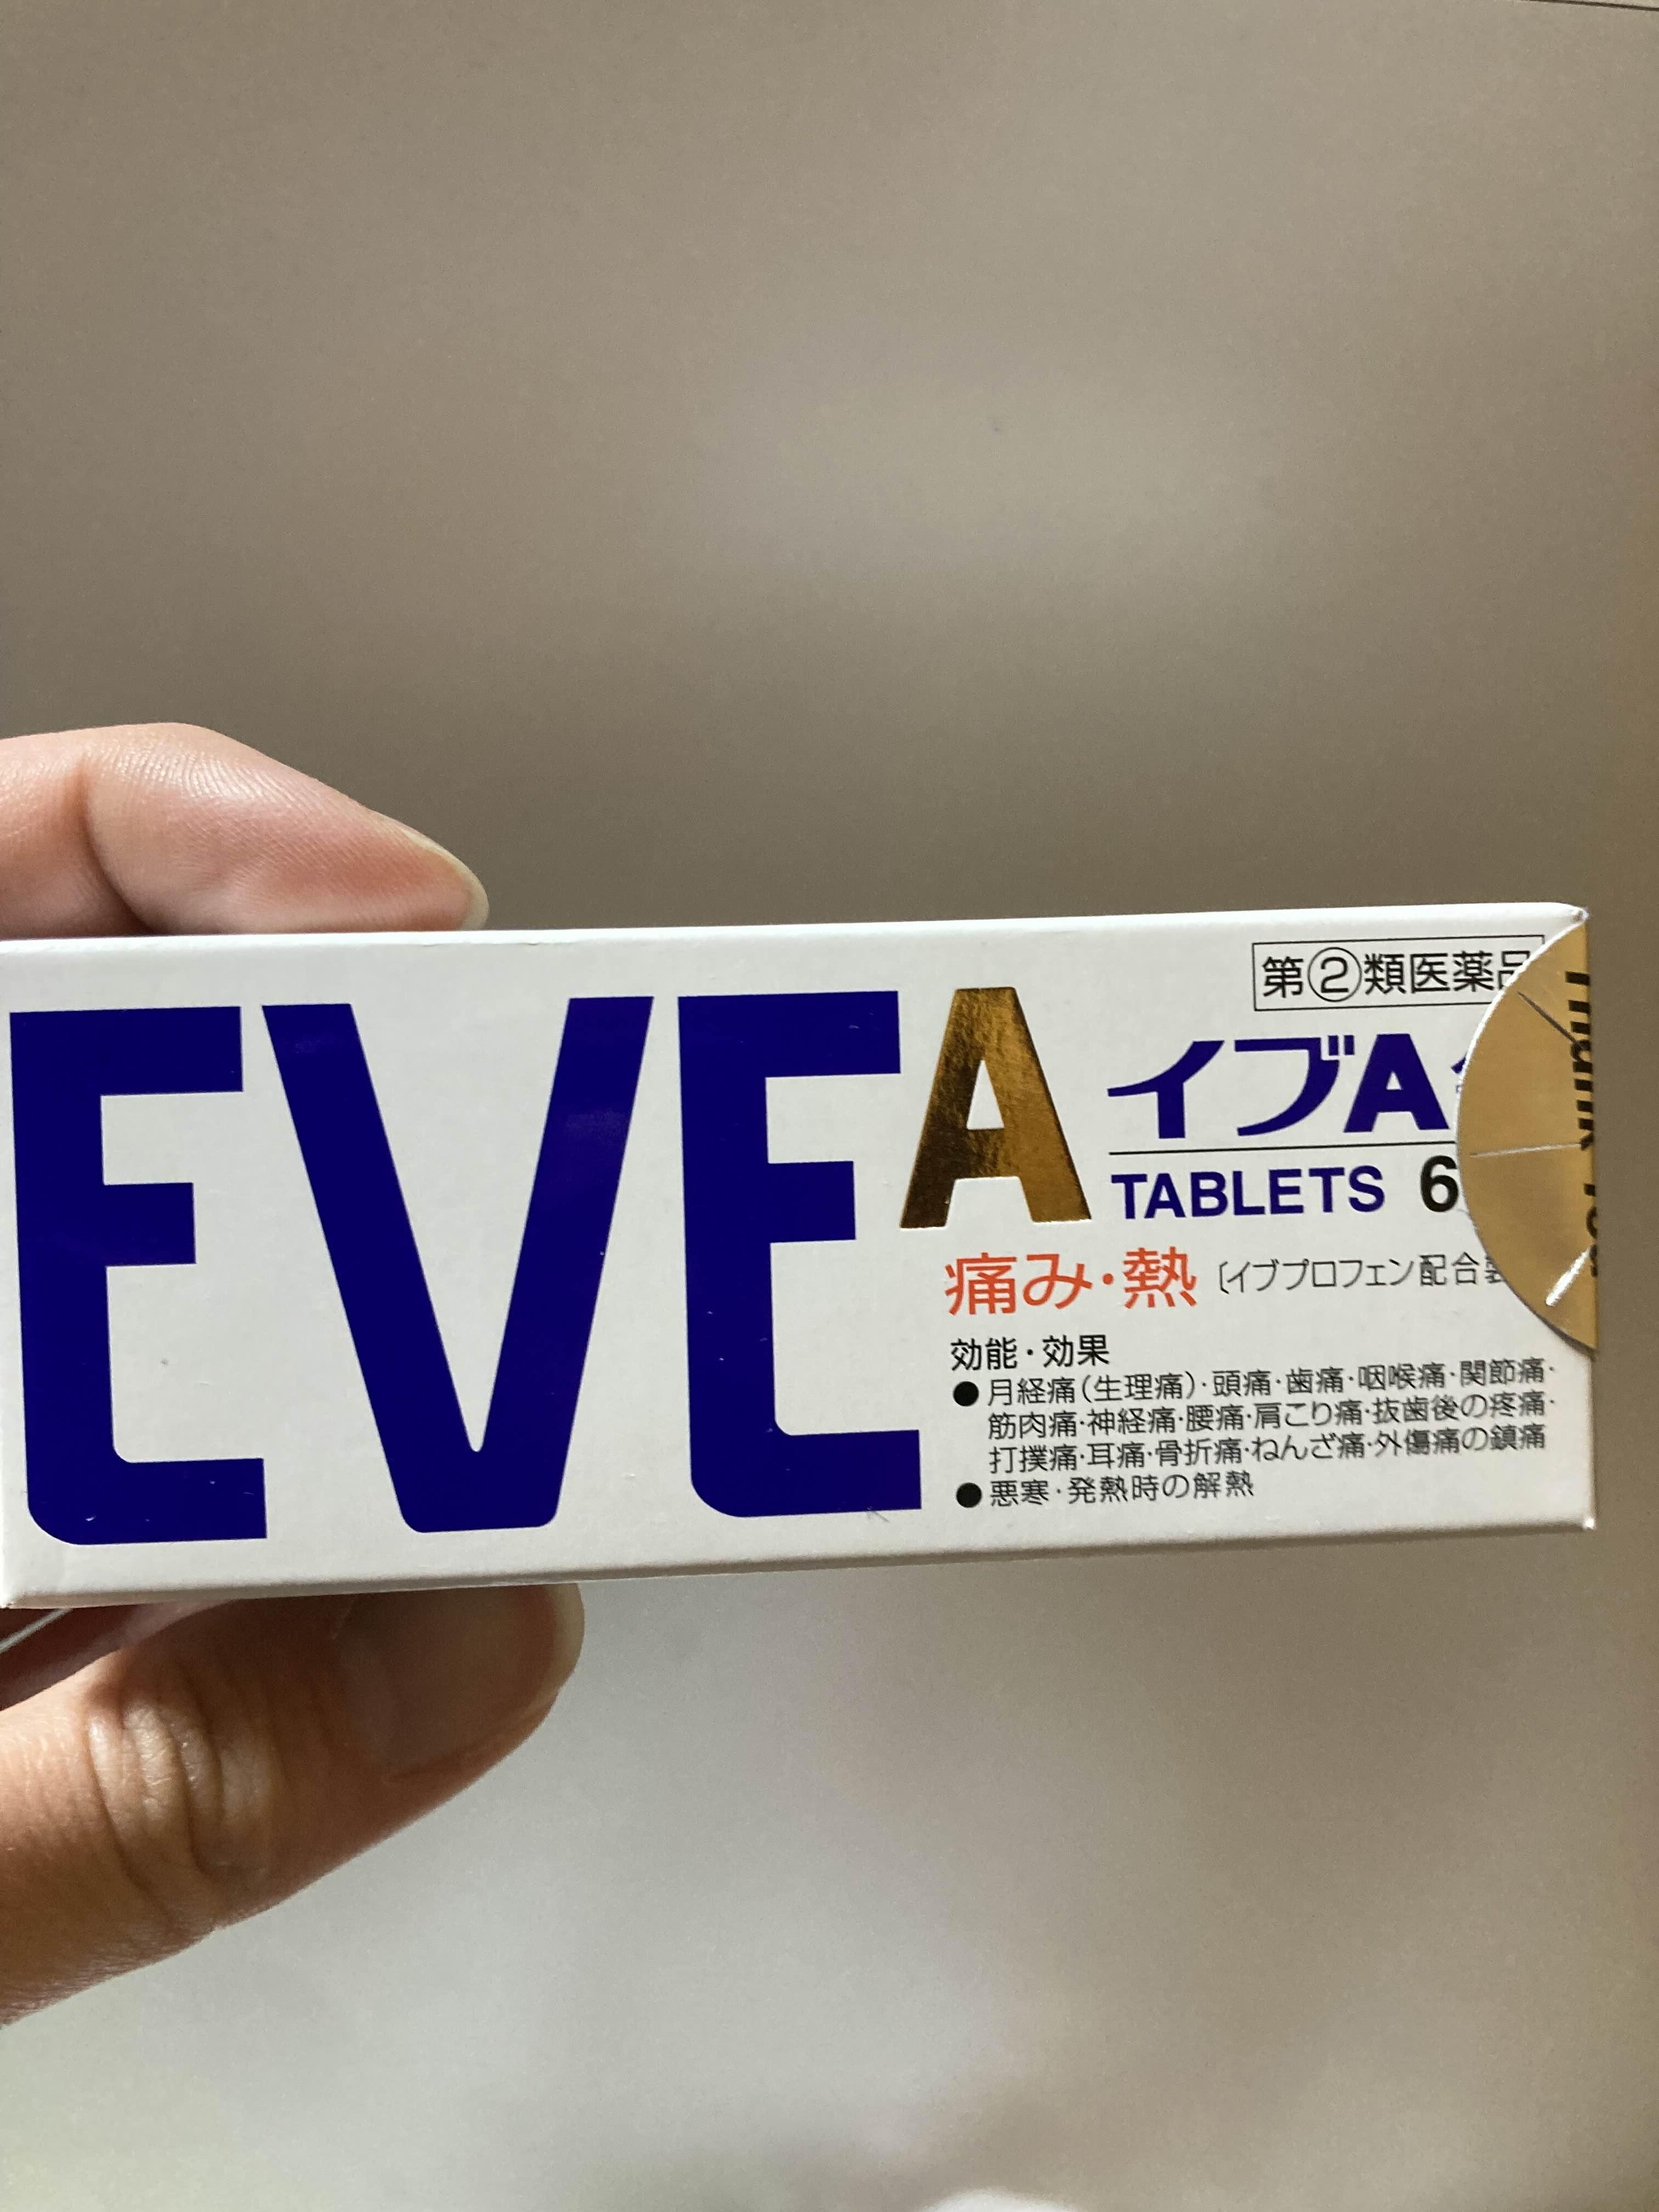 EVE A
第②類医薬品
イブA
TABLETS 6
痛み・熱 〔イブプロフェン配合
効能・効果
●月経痛(生理痛)・頭痛・歯痛・咽喉痛・関節痛・
筋肉痛・神経痛・腰痛・肩こり痛・抜歯後の疼痛・
打撲痛・耳痛・骨折痛・ねんざ痛・外傷痛の鎮痛
●悪寒・発熱時の解熱